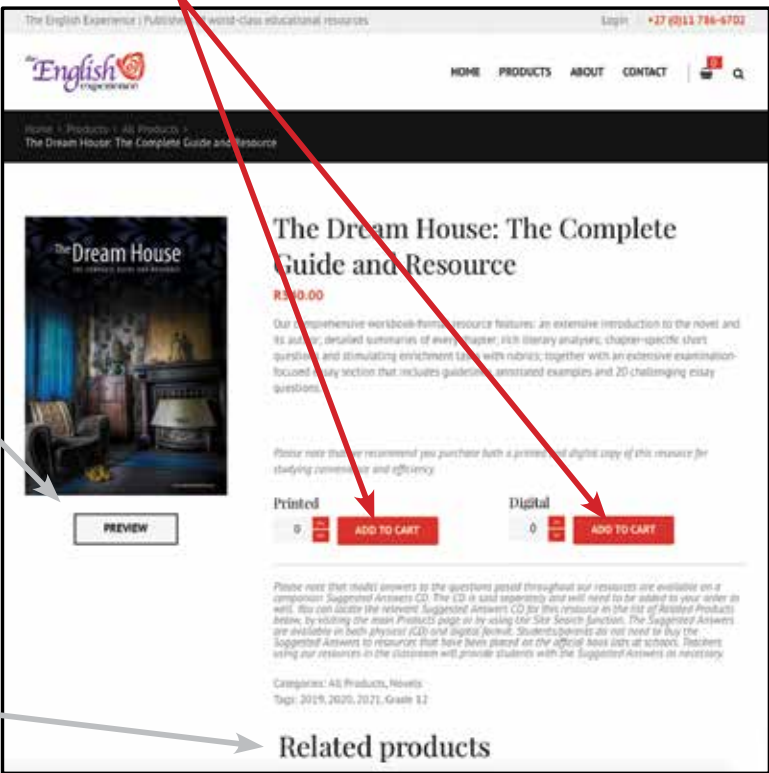 The English Experience | Publishers of world-class educational resources
Login +27 (0)11 786-6702
the English experience
HOME PRODUCTS ABOUT CONTACT 0
Home > Products > All Products >
The Dream House: The Complete Guide and Resource
The Dream House
THE COMPLETE GUIDE AND RESOURCE
PREVIEW
The Dream House: The Complete
Guide and Resource
Our comprehensive workbook-format resource features: an extensive introduction to the novel and
its author; detailed summaries of every chapter; rich literary analyses; chapter-specific short
questions and stimulating enrichment tasks with rubrics; together with an extensive examination-
focused essay section that includes guidelines, annotated examples and 20 challenging essay
questions.
Please note that we recommend you purchase both a printed and digital copy of this resource for
studying convenience and efficiency.
Printed Digital
0 ADD TO CART 0 ADD TO CART
Please note that model answers to the questions posed throughout our resources are available on a
companion Suggested Answers CD. The CD is sold separately and will need to be added to your order as
well. You can locate the relevant Suggested Answers CD for this resource in the list of Related Products
below, by visiting the main Products page or by using the Site Search function. The Suggested Answers
are available in both physical (CD) and digital format. Students/parents do not need to buy the
Suggested Answers to resources that have been placed on the official book lists at schools. Teachers
using our resources in the classroom will provide students with the Suggested Answers as necessary.
Categories: All Products, Novels
Tags: 2019, 2020, 2021, Grade 12
Related products